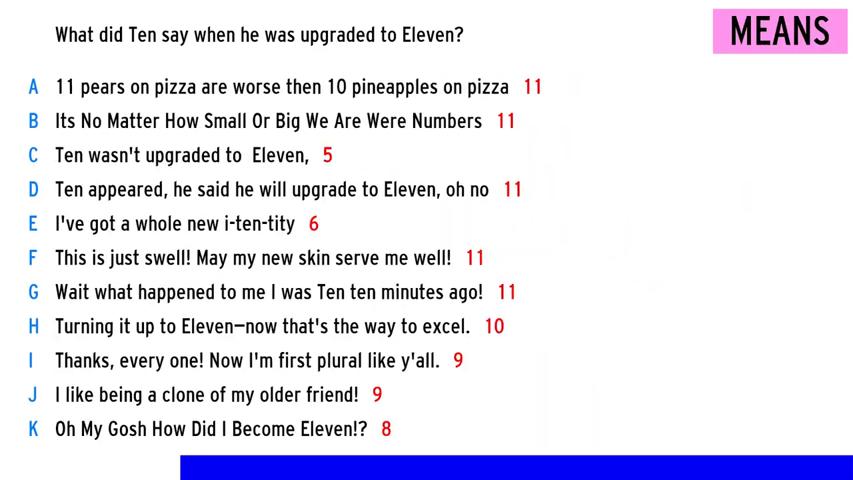 What did Ten say when he was upgraded to Eleven?
MEANS
A 11 pears on pizza are worse then 10 pineapples on pizza 11
B Its No Matter How Small Or Big We Are Were Numbers 11
C Ten wasn't upgraded to Eleven, 5
D Ten appeared, he said he will upgrade to Eleven, oh no 11
E I've got a whole new i-ten-tity 6
F This is just swell! May my new skin serve me well! 11
G Wait what happened to me I was Ten ten minutes ago! 11
H Turning it up to Eleven—now that's the way to excel. 10
I Thanks, every one! Now I'm first plural like y'all. 9
J I like being a clone of my older friend! 9
K Oh My Gosh How Did I Become Eleven!? 8